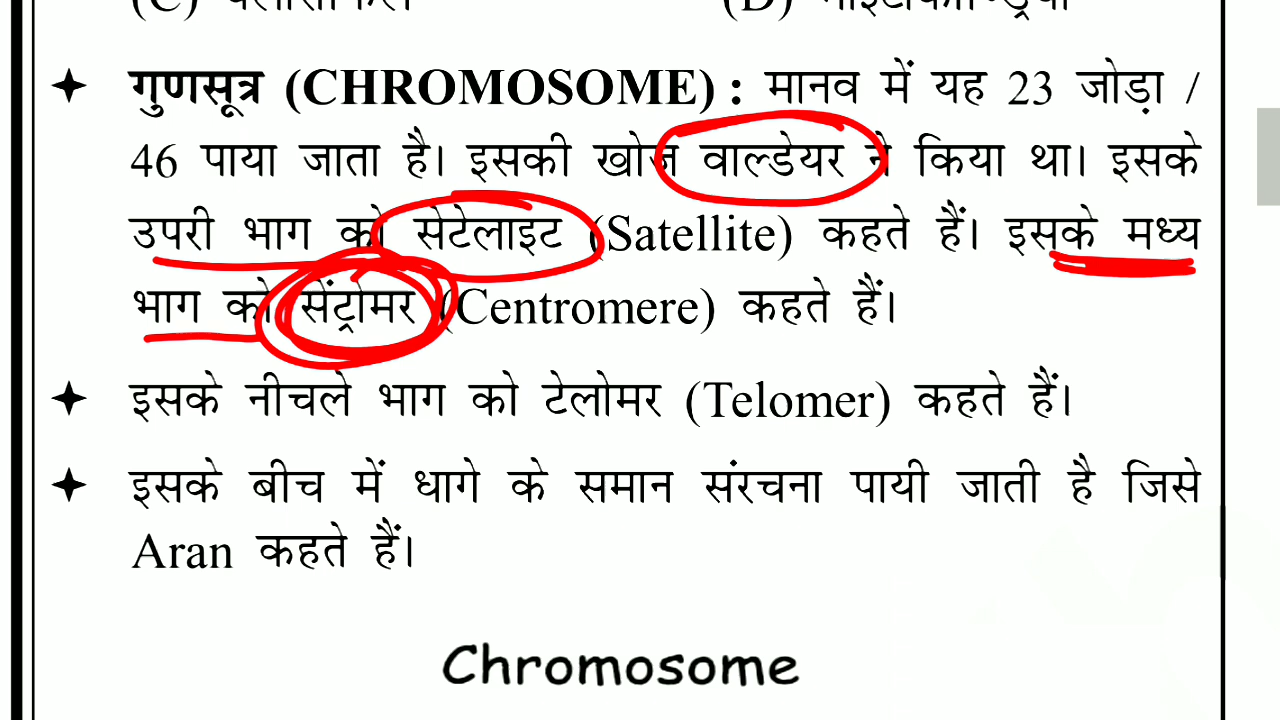 गुणसूत्र (CHROMOSOME) : मानव में यह 23 जोड़ा /
46 पाया जाता है। इसकी खोज वाल्डेयर ने किया था। इसके
उपरी भाग को सेटेलाइट (Satellite) कहते हैं। इसके मध्य
भाग को सेंट्रोमर (Centromere) कहते हैं।
इसके नीचले भाग को टेलोमर (Telomer) कहते हैं।
इसके बीच में धागे के समान संरचना पायी जाती है जिसे
Aran कहते हैं।
Chromosome